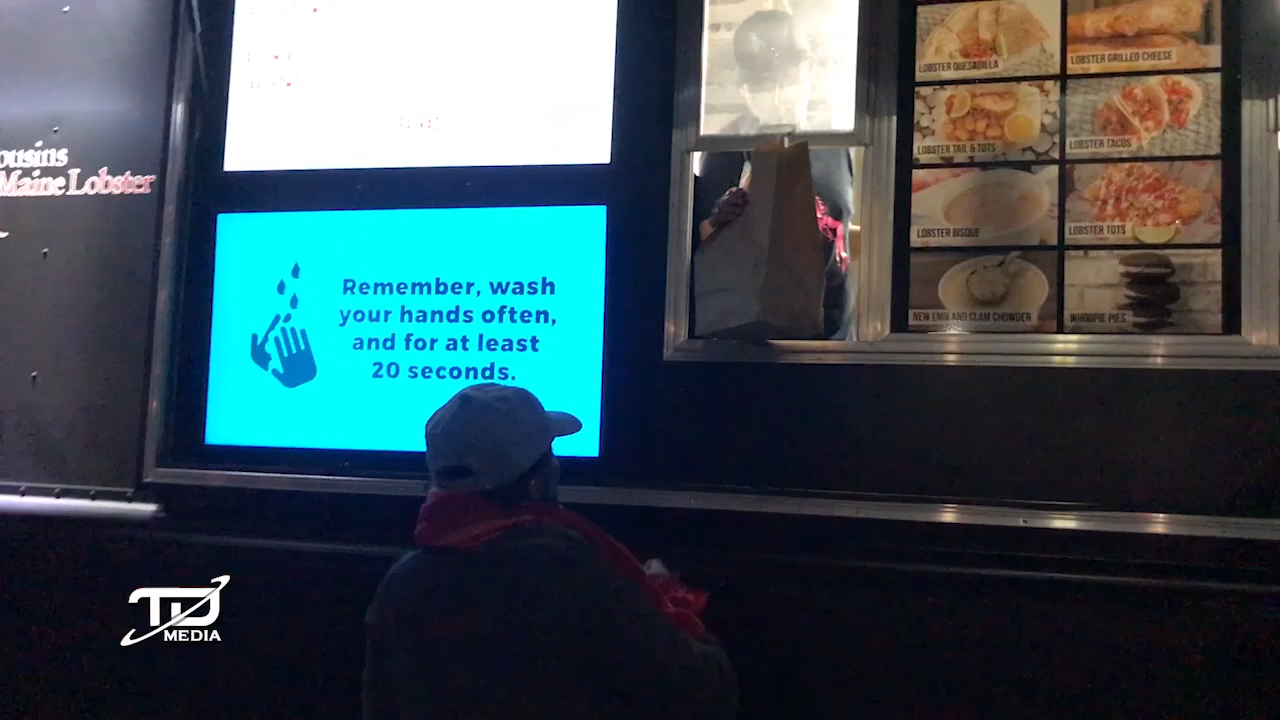 ousins
Maine Lobster
Remember, wash
your hands often,
and for at least
20 seconds.
LOBSTER QUESADILLA
LOBSTER GRILLED CHEESE
LOBSTER TAIL & TOTS
LOBSTER TACOS
LOBSTER BISQUE
LOBSTER TOTS
NEW ENGLAND CLAM CHOWDER
WHOOPIE PIES
TD
MEDIA